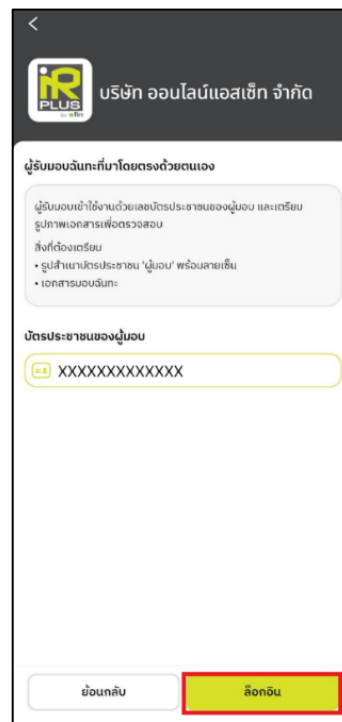 iR
PLUS
by efin
บริษัท ออนไลน์แอสเซ็ท จำกัด
ผู้รับมอบฉันทะที่มาโดยตรงด้วยตนเอง
ผู้รับมอบเข้าใช้งานด้วยเลขบัตรประชาชนของผู้มอบ และเตรียม
รูปภาพเอกสารเพื่อตรวจสอบ
สิ่งที่ต้องเตรียม
• รูปสำเนาบัตรประชาชน 'ผู้มอบ' พร้อมลายเซ็น
• เอกสารมอบฉันทะ
บัตรประชาชนของผู้มอบ
XXXXXXXXXXXXX
ย้อนกลับ
ล็อกอิน